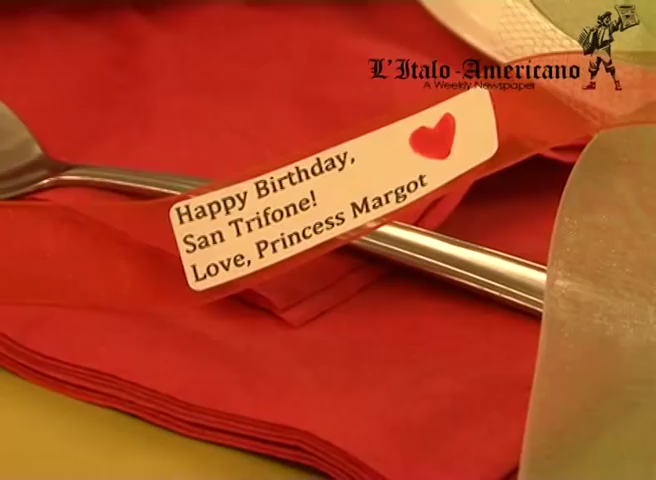 L'Italo-Americano
A Weekly Newspaper
Happy Birthday,
San Trifone!
Love, Princess Margot